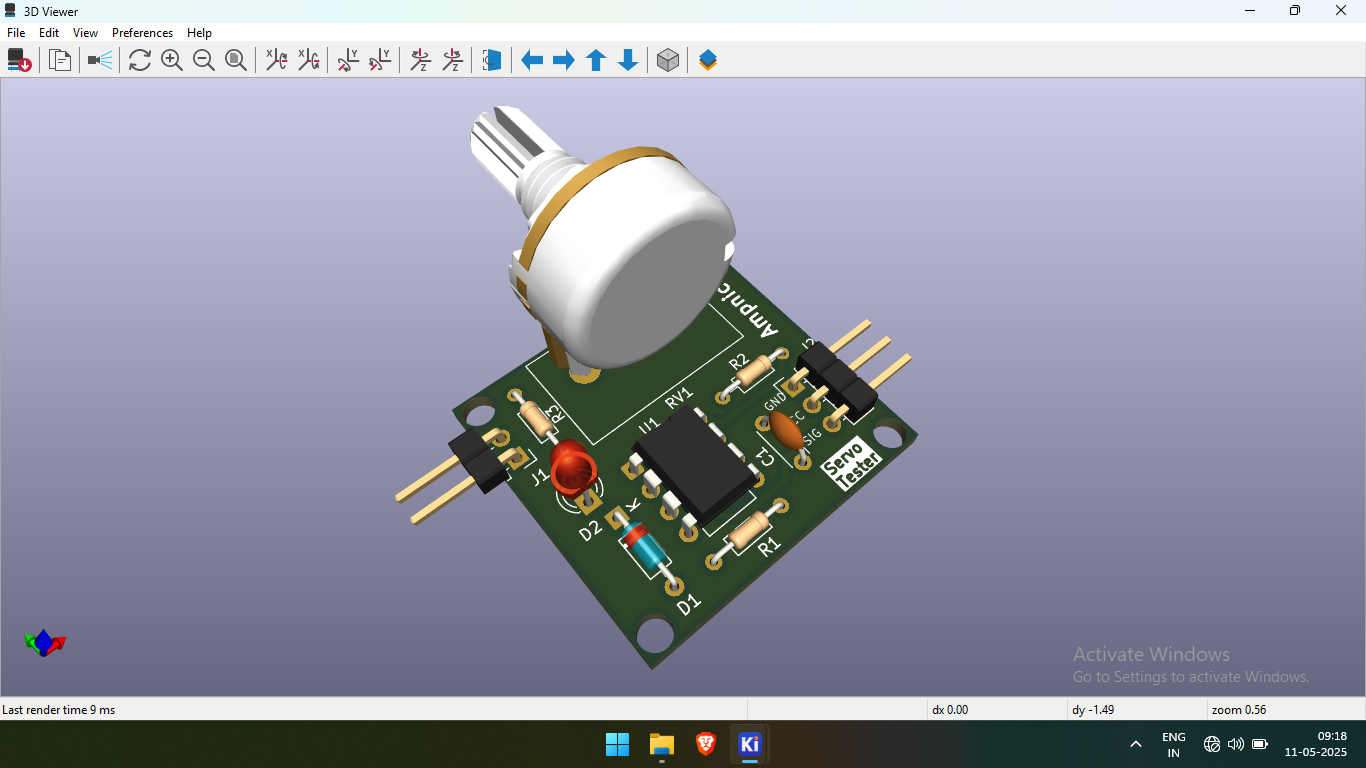 3D Viewer
File Edit View Preferences Help
Ampnics
J2
R2
GND
VCC
SIG
RV1
U1
R3
C1
Servo
Tester
J1
K
D2
R1
D1
Activate Windows
Go to Settings to activate Windows.
Last render time 9 ms
dx 0.00
dy -1.49
zoom 0.56
Ki
ENG
IN
09:18
11-05-2025